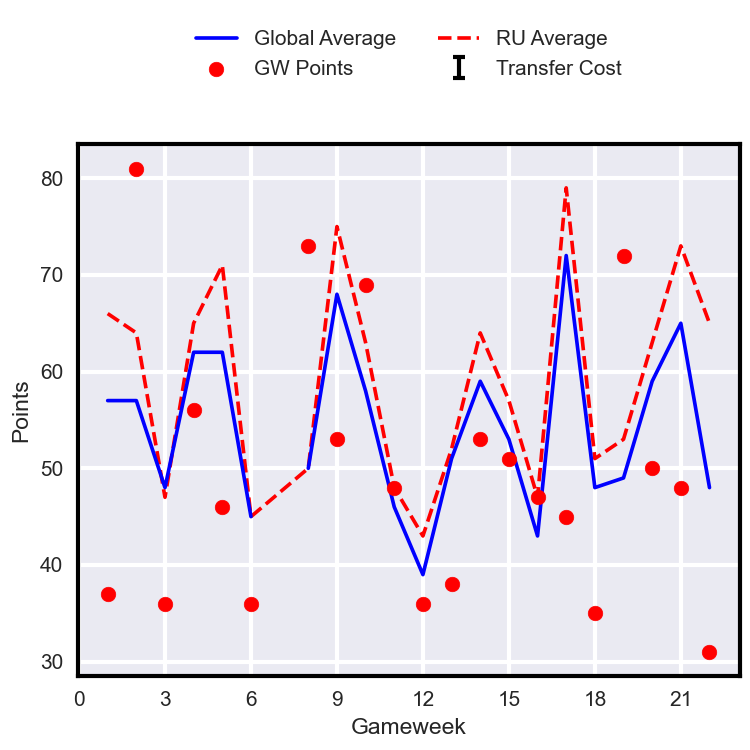 Global Average
RU Average
GW Points
Transfer Cost
80
70
60
50
40
30
Points
0 3 6 9 12 15 18 21
Gameweek